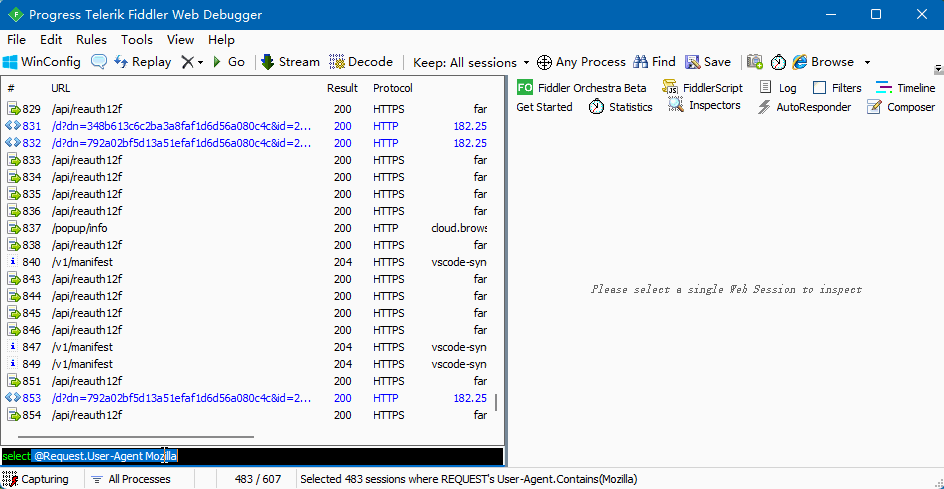 Progress Telerik Fiddler Web Debugger
File Edit Rules Tools View Help
WinConfig Replay Go Stream Decode Keep: All sessions Any Process Find Save Browse
# URL Result Protocol
829 /api/reauth12f 200 HTTPS far
831 /d?dn=348b613c6c2ba3a8faf1d6d56a080c4c&id=2... 200 HTTP 182.25
832 /d?dn=792a02bf5d13a51efaf1d6d56a080c4c&id=2... 200 HTTP 182.25
833 /api/reauth12f 200 HTTPS far
834 /api/reauth12f 200 HTTPS far
835 /api/reauth12f 200 HTTPS far
836 /api/reauth12f 200 HTTPS far
837 /popup/info 200 HTTP cloud.brows
838 /api/reauth12f 200 HTTPS far
840 /v1/manifest 204 HTTPS vscode-syn
843 /api/reauth12f 200 HTTPS far
844 /api/reauth12f 200 HTTPS far
845 /api/reauth12f 200 HTTPS far
846 /api/reauth12f 200 HTTPS far
847 /v1/manifest 204 HTTPS vscode-syn
849 /v1/manifest 204 HTTPS vscode-syn
851 /api/reauth12f 200 HTTPS far
853 /d?dn=792a02bf5d13a51efaf1d6d56a080c4c&id=2... 200 HTTP 182.25
854 /api/reauth12f 200 HTTPS far
select @Request.User-Agent Mozilla
FO Fiddler Orchestra Beta FiddlerScript Log Filters Timeline
Get Started Statistics Inspectors AutoResponder Composer
Please select a single Web Session to inspect
Capturing All Processes 483 / 607 Selected 483 sessions where REQUEST's User-Agent.Contains(Mozilla)